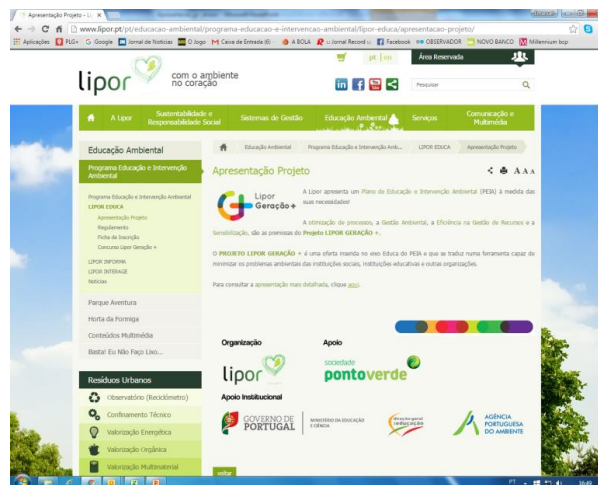 Apresentação Projeto - Li
www.lipor.pt/pt/educacao-ambiental/programa-educacao-e-intervencao-ambiental/lipor-educa/apresentacao-projeto/
Aplicações PLG+ G Google Jornal de Notícias O Jogo Caixa de Entrada (6) A BOLA Jornal Record Facebook OBSERVADOR NOVO BANCO Millennium bcp
pt | en
Área Reservada
lipor
com o ambiente
no coração
Pesquisar
A Lipor
Sustentabilidade e
Responsabilidade Social
Sistemas de Gestão
Educação Ambiental
Serviços
Comunicação e
Multimédia
Educação Ambiental
Programa Educação e Intervenção
Ambiental
Programa Educação e Intervenção Ambiental
LIPOR EDUCA
Apresentação Projeto
Regulamento
Ficha de Inscrição
Concurso Lipor Geração +
LIPOR INFORMA
LIPOR INTERAGE
Notícias
Parque Aventura
Horta da Formiga
Conteúdos Multimédia
Basta! Eu Não Faço Lixo...
Resíduos Urbanos
Observatório (Reciclómetro)
Confinamento Técnico
Valorização Energética
Valorização Orgânica
Valorização Multimaterial
Educação Ambiental
Programa Educação e Intervenção Amb...
LIPOR EDUCA
Apresentação Projeto
Apresentação Projeto
A A A
Lipor
Geração+
A Lipor apresenta um Plano de Educação e Intervenção Ambiental (PEIA) à medida das
suas necessidades!
A otimização de processos, a Gestão Ambiental, a Eficiência na Gestão de Recursos e a
Sensibilização, são as premissas do Projeto LIPOR GERAÇÃO +.
O PROJETO LIPOR GERAÇÃO + é uma oferta inserida no eixo Educa do PEIA e que se traduz numa ferramenta capaz de
minimizar os problemas ambientais das instituições sociais, instituições educativas e outras organizações.
Para consultar a apresentação mais detalhada, clique aqui.
Organização
Apoio
lipor
sociedade
pontoverde
Apoio Institucional
GOVERNO DE
PORTUGAL
MINISTÉRIO DA EDUCAÇÃO
E CIÊNCIA
direção-geral
educação
AGÊNCIA
PORTUGUESA
DO AMBIENTE
voltar
PT
16:49